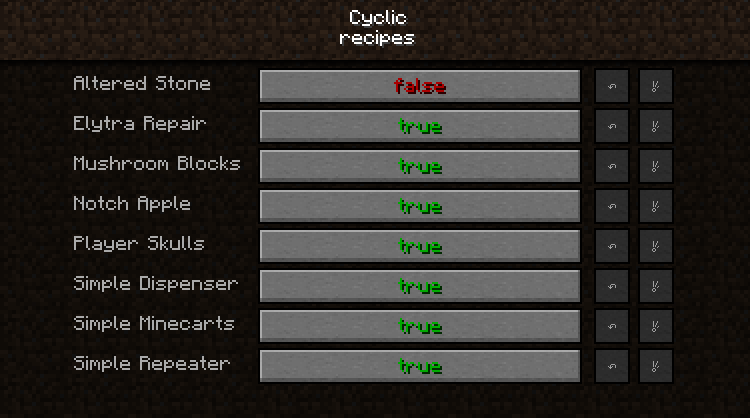 Cyclic
recipes
Altered Stone false
Elytra Repair true
Mushroom Blocks true
Notch Apple true
Player Skulls true
Simple Dispenser true
Simple Minecarts true
Simple Repeater true